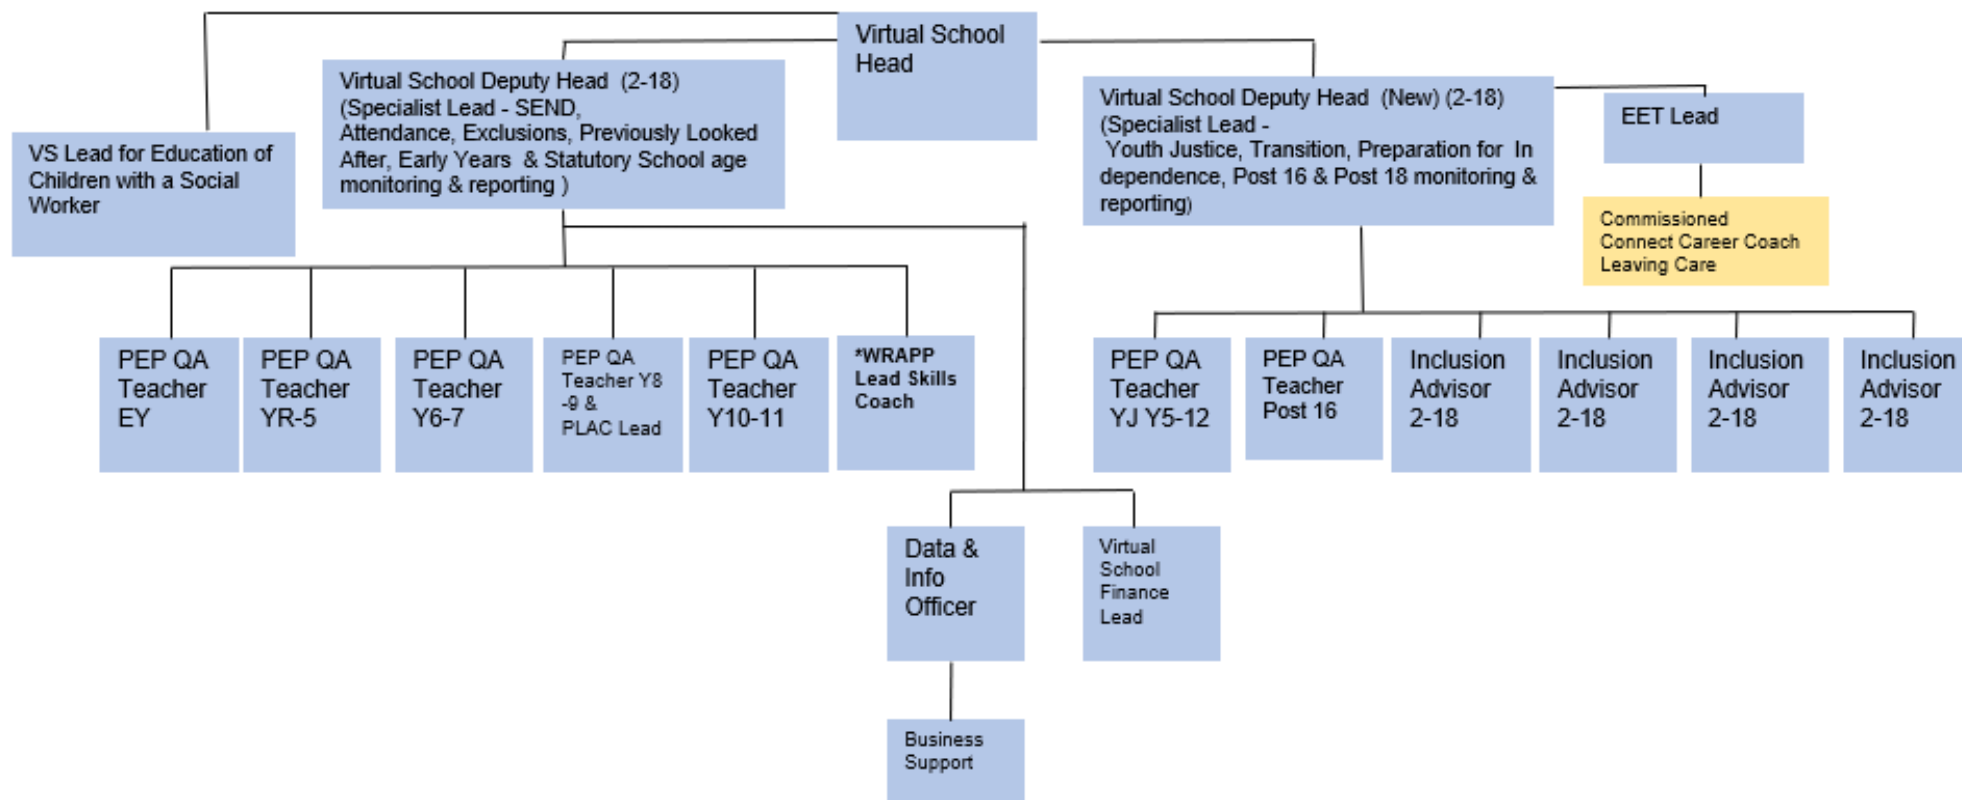 Virtual School
Head
Virtual School Deputy Head (2-18)
(Specialist Lead - SEND,
Attendance, Exclusions, Previously Looked
After, Early Years & Statutory School age
monitoring & reporting )
Virtual School Deputy Head (New) (2-18)
(Specialist Lead -
Youth Justice, Transition, Preparation for In
dependence, Post 16 & Post 18 monitoring &
reporting)
EET Lead
VS Lead for Education of
Children with a Social
Worker
Commissioned
Connect Career Coach
Leaving Care
PEP QA
Teacher
EY
PEP QA
Teacher
YR-5
PEP QA
Teacher
Y6-7
PEP QA
Teacher Y8
-9 &
PLAC Lead
PEP QA
Teacher
Y10-11
*WRAPP
Lead Skills
Coach
PEP QA
Teacher
YJ Y5-12
PEP QA
Teacher
Post 16
Inclusion
Advisor
2-18
Inclusion
Advisor
2-18
Inclusion
Advisor
2-18
Inclusion
Advisor
2-18
Data &
Info
Officer
Virtual
School
Finance
Lead
Business
Support